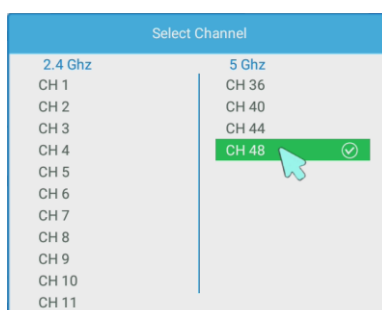 Select Channel
2.4 Ghz
CH 1
CH 2
CH 3
CH 4
CH 5
CH 6
CH 7
CH 8
CH 9
CH 10
CH 11
5 Ghz
CH 36
CH 40
CH 44
CH 48